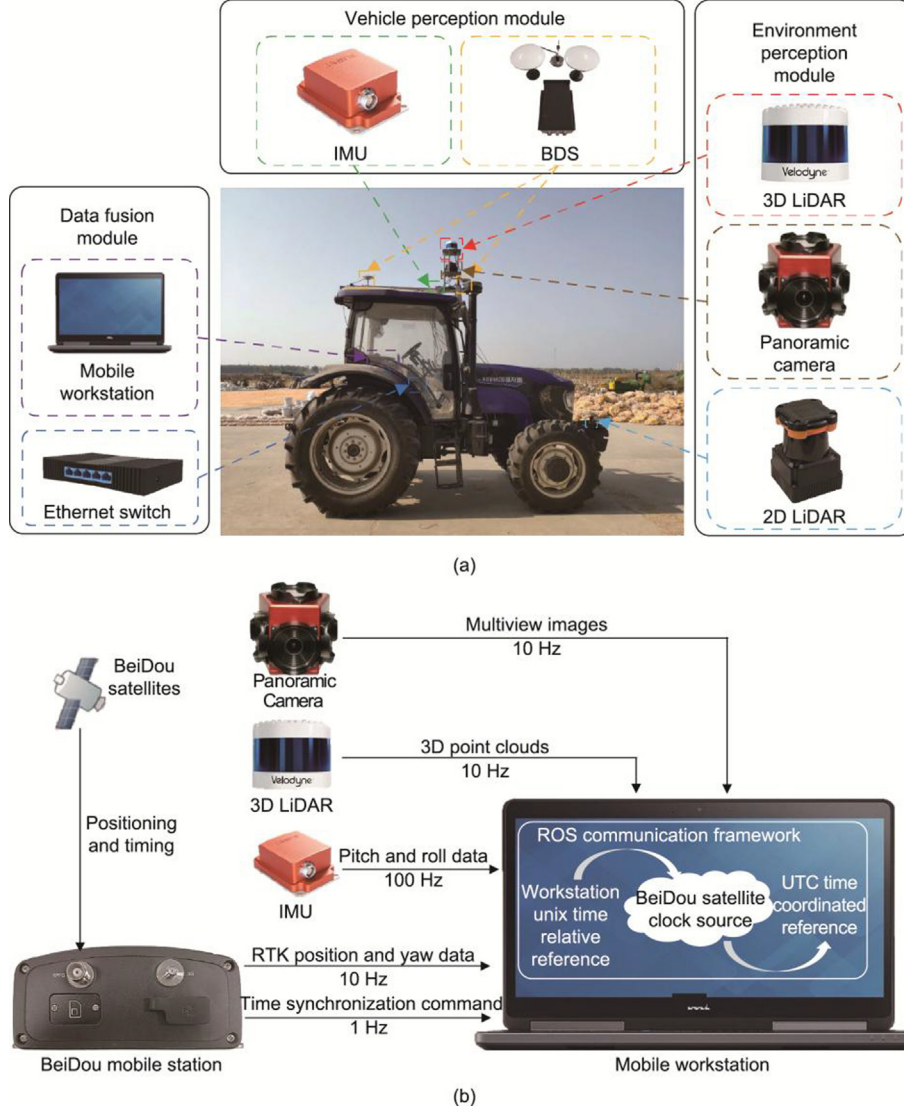 Vehicle perception module
IMU
BDS
Environment
perception
module
Velodyne
3D LiDAR
Panoramic
camera
2D LiDAR
Data fusion
module
Mobile
workstation
Ethernet switch
(a)
BeiDou
satellites
Positioning
and timing
Panoramic
Camera
Multiview images
10 Hz
Velodyne
3D LiDAR
3D point clouds
10 Hz
IMU
Pitch and roll data
100 Hz
RTK position and yaw data
10 Hz
Time synchronization command
1 Hz
BeiDou mobile station
ROS communication framework
Workstation
unix time
relative
reference
BeiDou satellite
clock source
UTC time
coordinated
reference
Mobile workstation
(b)